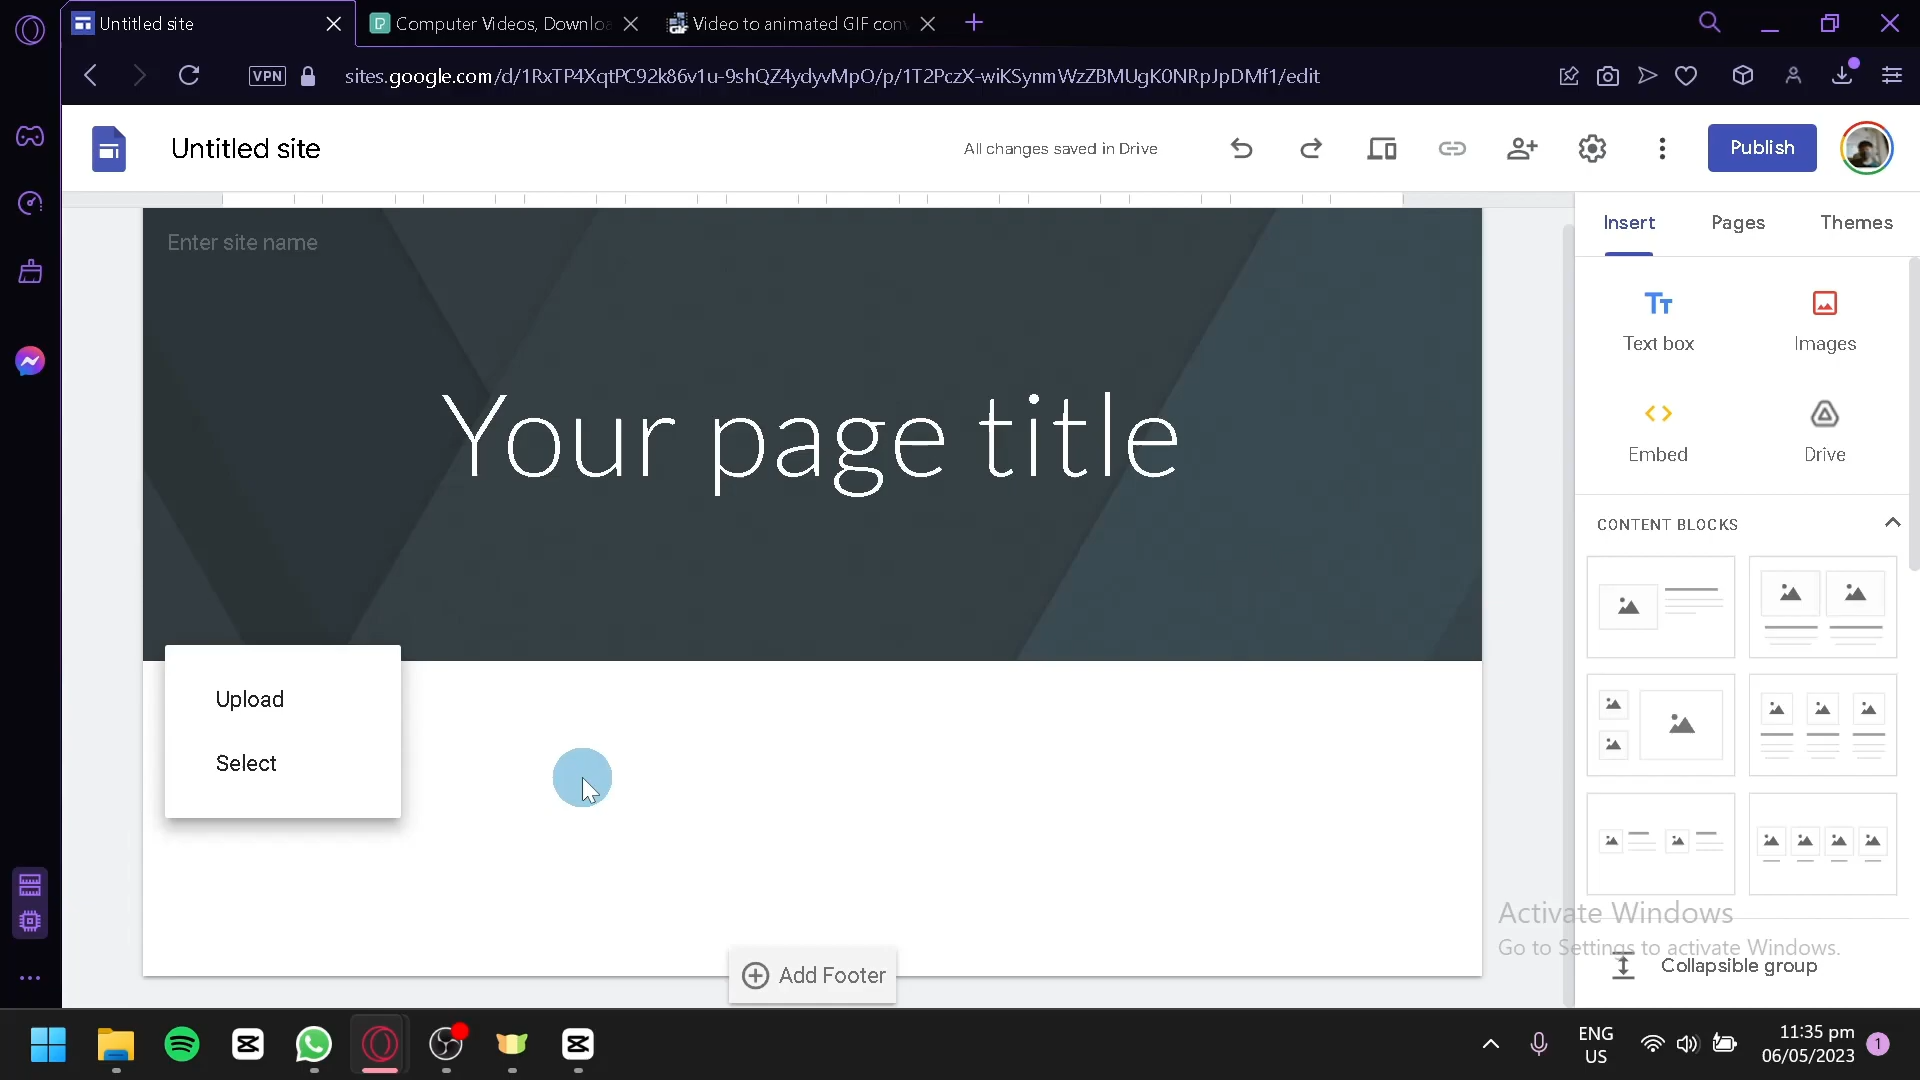 Untitled site
Computer Videos, Downlo
Video to animated GIF con
VPN
sites.google.com/d/1RxTP4XqtPC92k86v1u-9shQZ4ydyvMpO/p/1T2PczX-wiKSynmWzZBMUgK0NRpJpDMf1/edit
Untitled site
All changes saved in Drive
Publish
Insert
Pages
Themes
Enter site name
Your page title
Text box
Images
Embed
Drive
CONTENT BLOCKS
Upload
Select
Activate Windows
Go to Settings to activate Windows.
Collapsible group
Add Footer
ENG
US
11:35 pm
06/05/2023
1